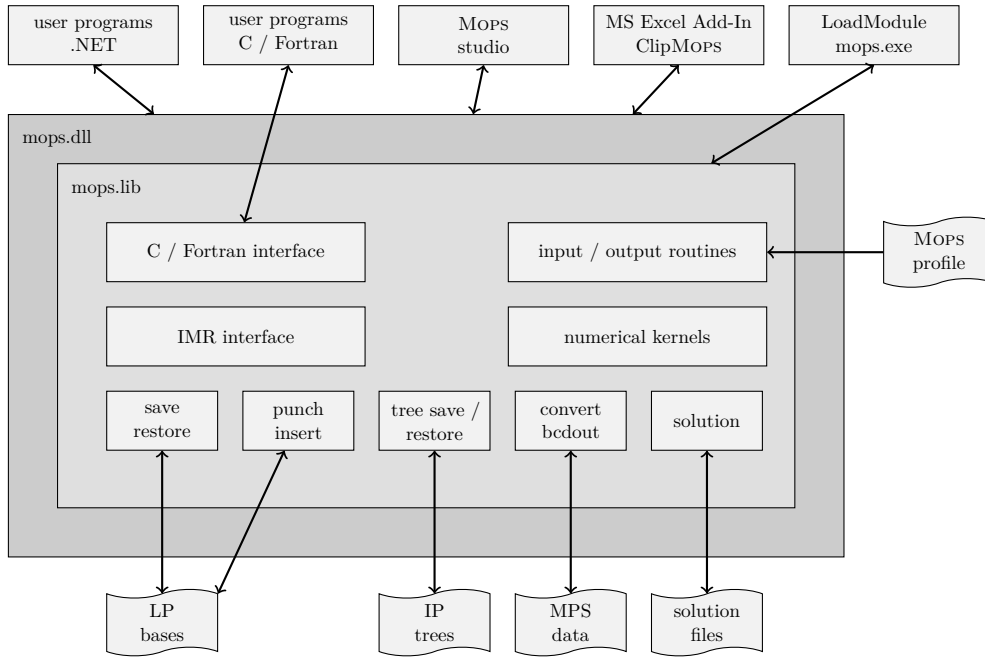 user programs
.NET
user programs
C / Fortran
MOPS
studio
MS Excel Add-In
ClipMOPS
LoadModule
mops.exe
mops.dll
mops.lib
C / Fortran interface
input / output routines
MOPS
profile
IMR interface
numerical kernels
save
restore
punch
insert
tree save /
restore
convert
bcdout
solution
LP
bases
IP
trees
MPS
data
solution
files